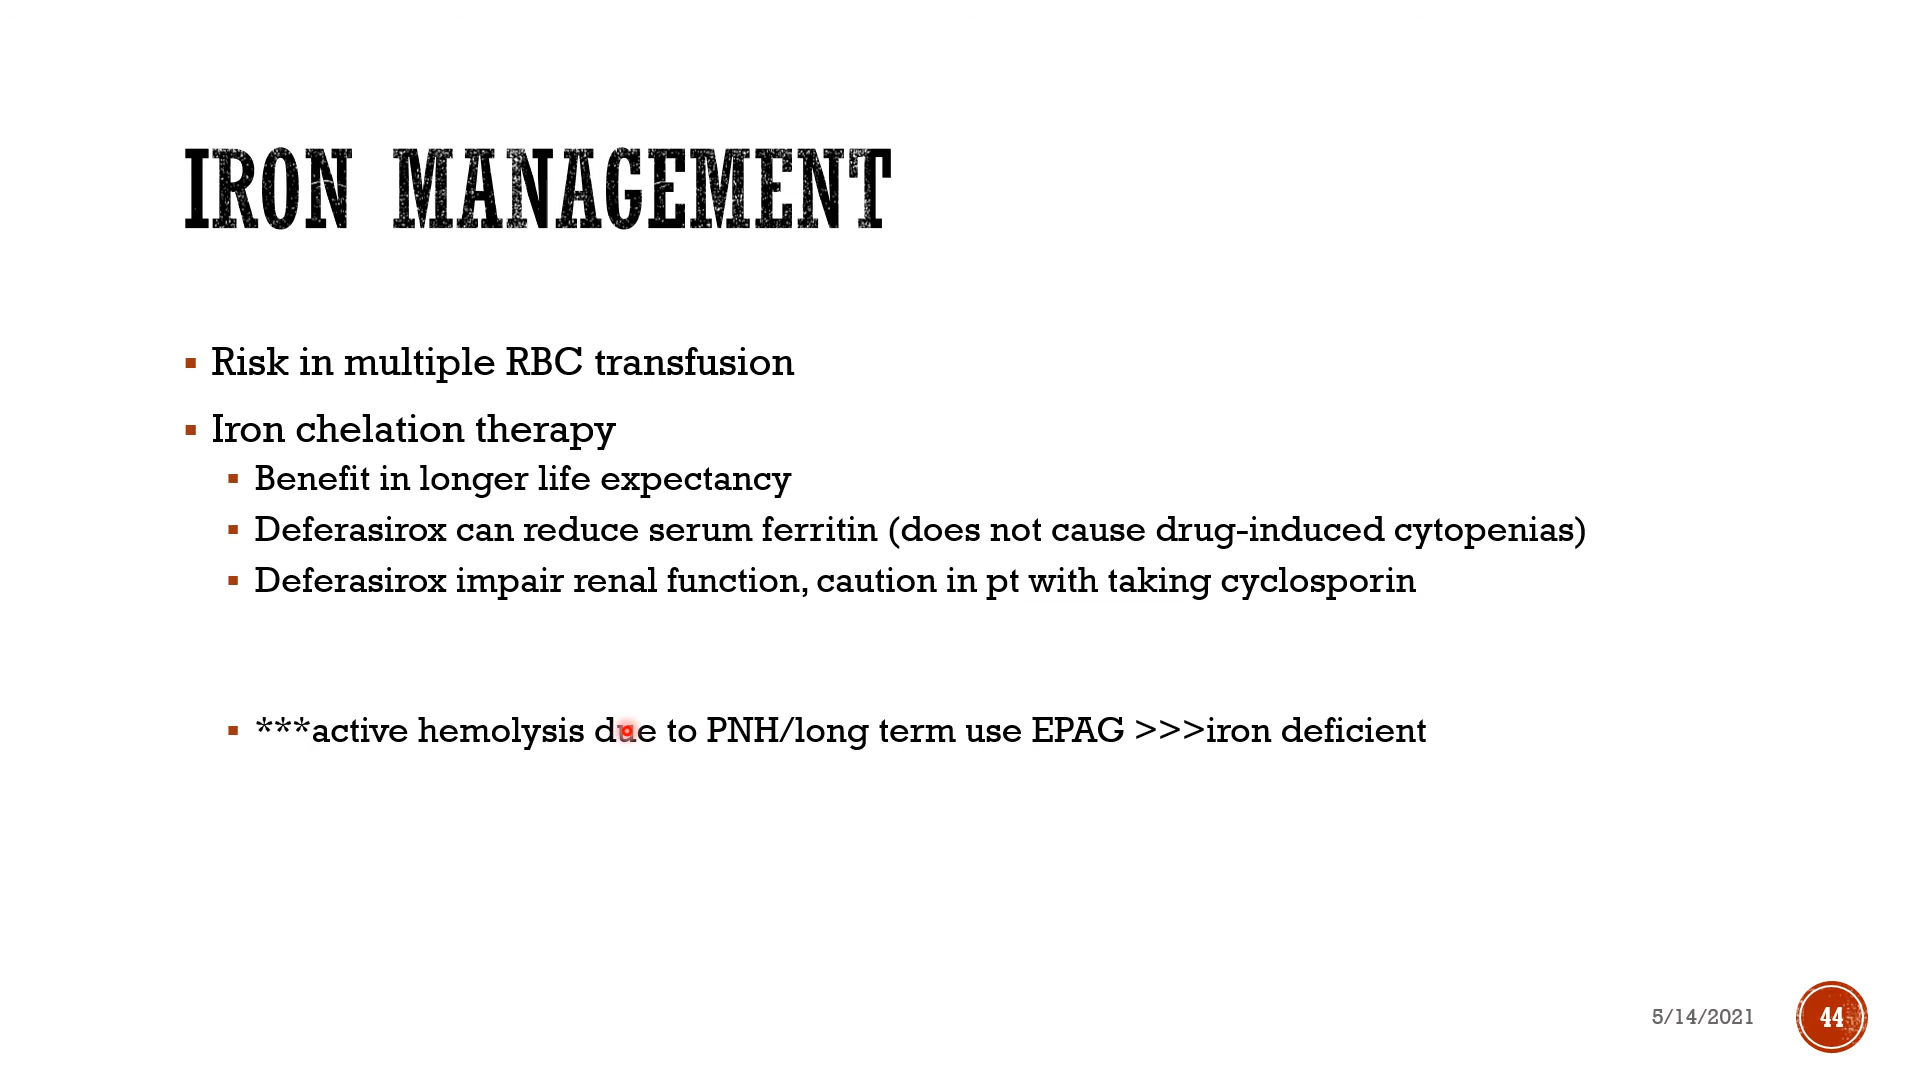 IRON MANAGEMENT
Risk in multiple RBC transfusion
Iron chelation therapy
Benefit in longer life expectancy
Deferasirox can reduce serum ferritin (does not cause drug-induced cytopenias)
Deferasirox impair renal function, caution in pt with taking cyclosporin
***active hemolysis due to PNH/long term use EPAG >>>iron deficient
5/14/2021
44